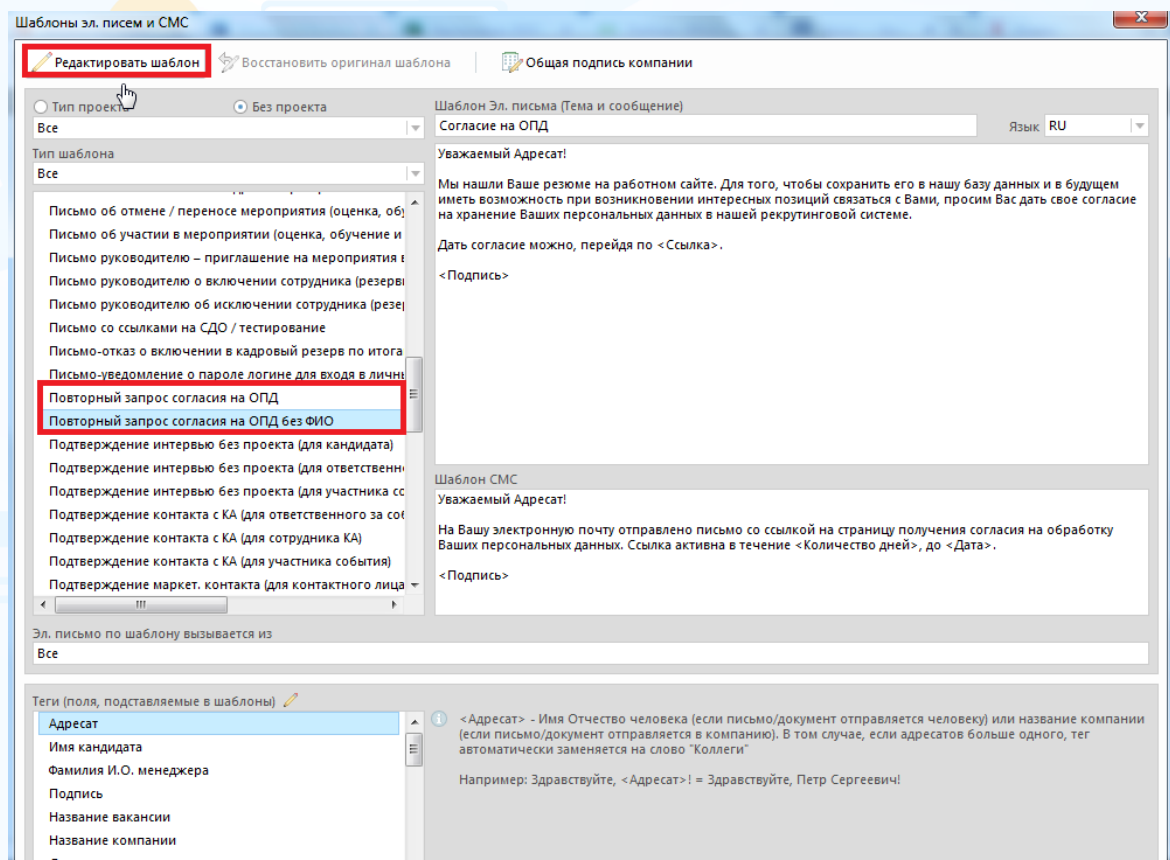 Шаблоны эл. писем и СМС
Редактировать шаблон
Восстановить оригинал шаблона
Общая подпись компании
Тип проекта
Без проекта
Все
Тип шаблона
Все
Письмо об отмене / переносе мероприятия (оценка, обу
Письмо об участии в мероприятии (оценка, обучение и
Письмо руководителю – приглашение на мероприятия в
Письмо руководителю о включении сотрудника (резерв
Письмо руководителю об исключении сотрудника (резе
Письмо со ссылками на СДО / тестирование
Письмо-отказ о включении в кадровый резерв по итога
Письмо-уведомление о пароле логине для входа в личн
Повторный запрос согласия на ОПД
Повторный запрос согласия на ОПД без ФИО
Подтверждение интервью без проекта (для кандидата)
Подтверждение интервью без проекта (для ответственн
Подтверждение интервью без проекта (для участника со
Подтверждение контакта с КА (для ответственного за соб
Подтверждение контакта с КА (для сотрудника КА)
Подтверждение контакта с КА (для участника события)
Подтверждение маркет. контакта (для контактного лица
Шаблон Эл. письма (Тема и сообщение)
Согласие на ОПД
Язык RU
Уважаемый Адресат!
Мы нашли Ваше резюме на работном сайте. Для того, чтобы сохранить его в нашу базу данных и в будущем
иметь возможность при возникновении интересных позиций связаться с Вами, просим Вас дать свое согласие
на хранение Ваших персональных данных в нашей рекрутинговой системе.
Дать согласие можно, перейдя по <Ссылка>.
<Подпись>
Шаблон СМС
Уважаемый Адресат!
На Вашу электронную почту отправлено письмо со ссылкой на страницу получения согласия на обработку
Ваших персональных данных. Ссылка активна в течение <Количество дней>, до <Дата>.
<Подпись>
Эл. письмо по шаблону вызывается из
Все
Теги (поля, подставляемые в шаблоны)
Адресат
Имя кандидата
Фамилия И.О. менеджера
Подпись
Название вакансии
Название компании
<Адресат> - Имя Отчество человека (если письмо/документ отправляется человеку) или название компании
(если письмо/документ отправляется в компанию). В том случае, если адресатов больше одного, тег
автоматически заменяется на слово "Коллеги"
Например: Здравствуйте, <Адресат>! = Здравствуйте, Петр Сергеевич!